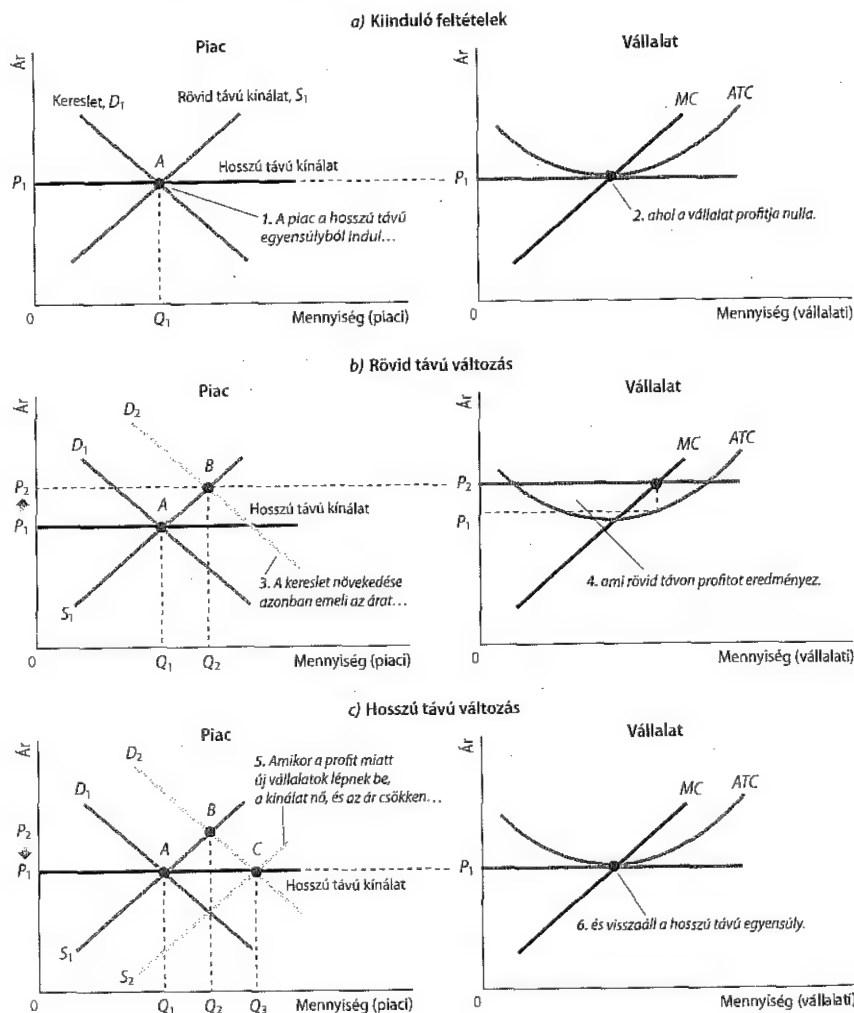 a) Kiinduló feltételek
Piac
Vállalat
Ár
Kereslet, D1
Rövid távú kínálat, S1
A
Hosszú távú kínálat
P1
1. A piac a hosszú távú
egyensúlyból indul...
0
Q1
Mennyiség (piaci)
Ár
MC
ATC
P1
2. ahol a vállalat profitja nulla.
0
Mennyiség (vállalati)
b) Rövid távú változás
Piac
Vállalat
Ár
D2
D1
B
P2
A
Hosszú távú kínálat
P1
3. A kereslet növekedése
azonban emeli az árat...
S1
0
Q1
Q2
Mennyiség (piaci)
Ár
MC
ATC
P2
P1
4. ami rövid távon profitot eredményez.
0
Mennyiség (vállalati)
c) Hosszú távú változás
Piac
Vállalat
Ár
D2
5. Amikor a profit miatt
új vállalatok lépnek be,
a kínálat nő, és az ár csökken...
D1
B
P2
A
C
P1
Hosszú távú kínálat
S1
S2
0
Q1
Q2
Q3
Mennyiség (piaci)
Ár
MC
ATC
P1
6. és visszaáll a hosszú távú egyensúly.
0
Mennyiség (vállalati)